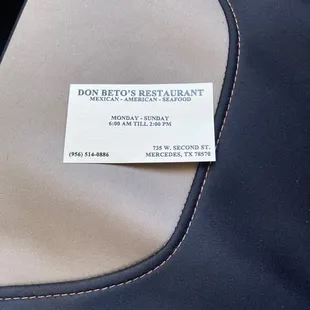 DON BETO'S RESTAURANT
MEXICAN - AMERICAN - SEAFOOD
MONDAY - SUNDAY
6:00 AM TILL 2:00 PM
735 W. SECOND ST.
(956) 514-0886 MERCEDES, TX 78570